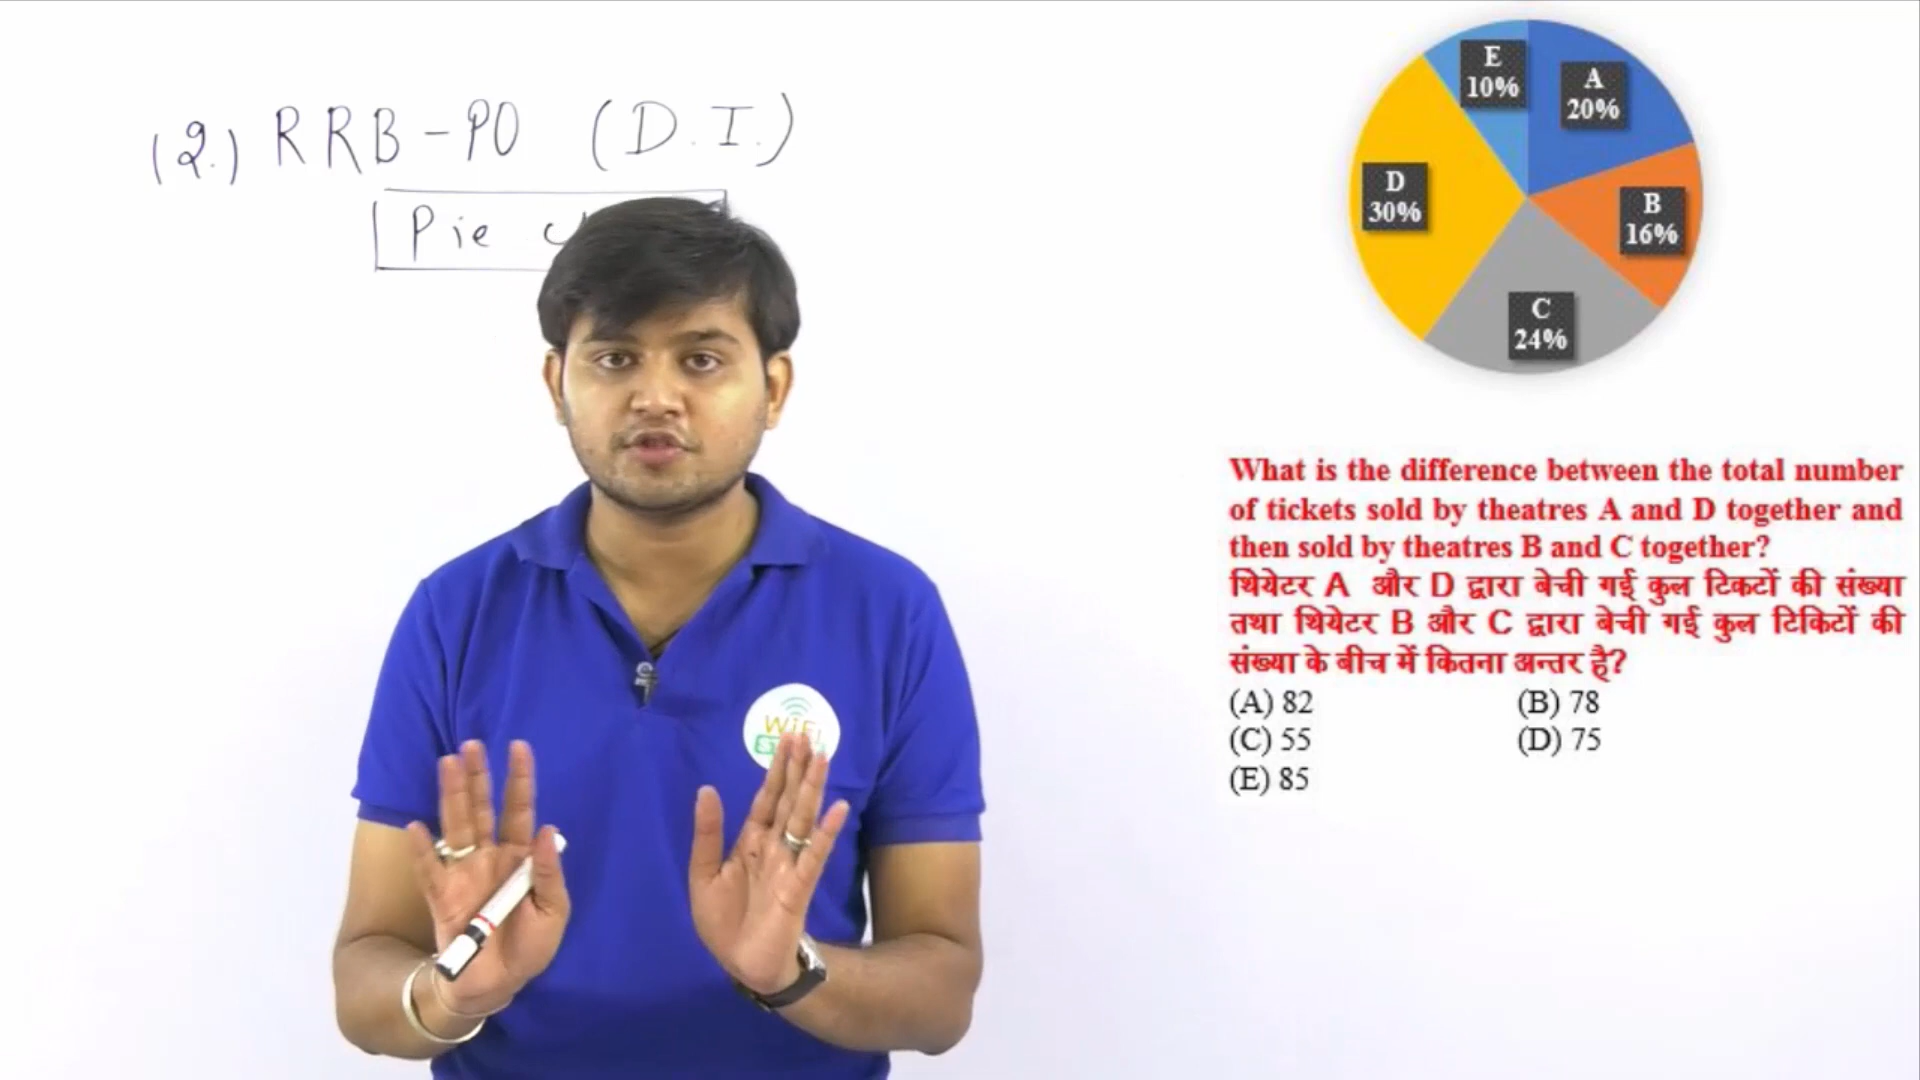 (2.) RRB-PO (D.I.)
Pie
E
10%
A
20%
D
30%
B
16%
C
24%
What is the difference between the total number
of tickets sold by theatres A and D together and
then sold by theatres B and C together?
थियेटर A और D द्वारा बेची गई कुल टिकटों की संख्या
तथा थियेटर B और C द्वारा बेची गई कुल टिकिटों की
संख्या के बीच में कितना अन्तर है?
(A) 82 (B) 78
(C) 55 (D) 75
(E) 85
WiFi